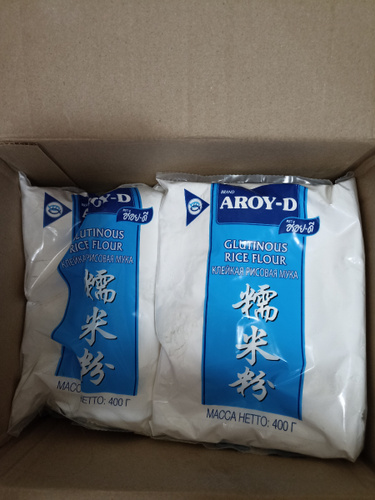 AROY-D
GLUTINOUS
RICE FLOUR
КЛЕЙКАЯ РИСОВАЯ МУКА
糯
米
粉
МАССА НЕТТО: 400 Г
BRAND
AROY-D
อร่อย-ดี
GLUTINOUS
RICE FLOUR
КЛЕЙКАЯ РИСОВАЯ МУКА
糯
米
粉
МАССА НЕТТО: 400 Г